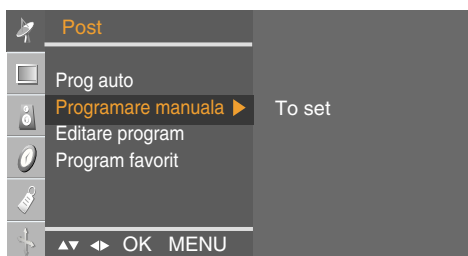 Post
Prog auto
Programare manuala To set
Editare program
Program favorit
OK MENU